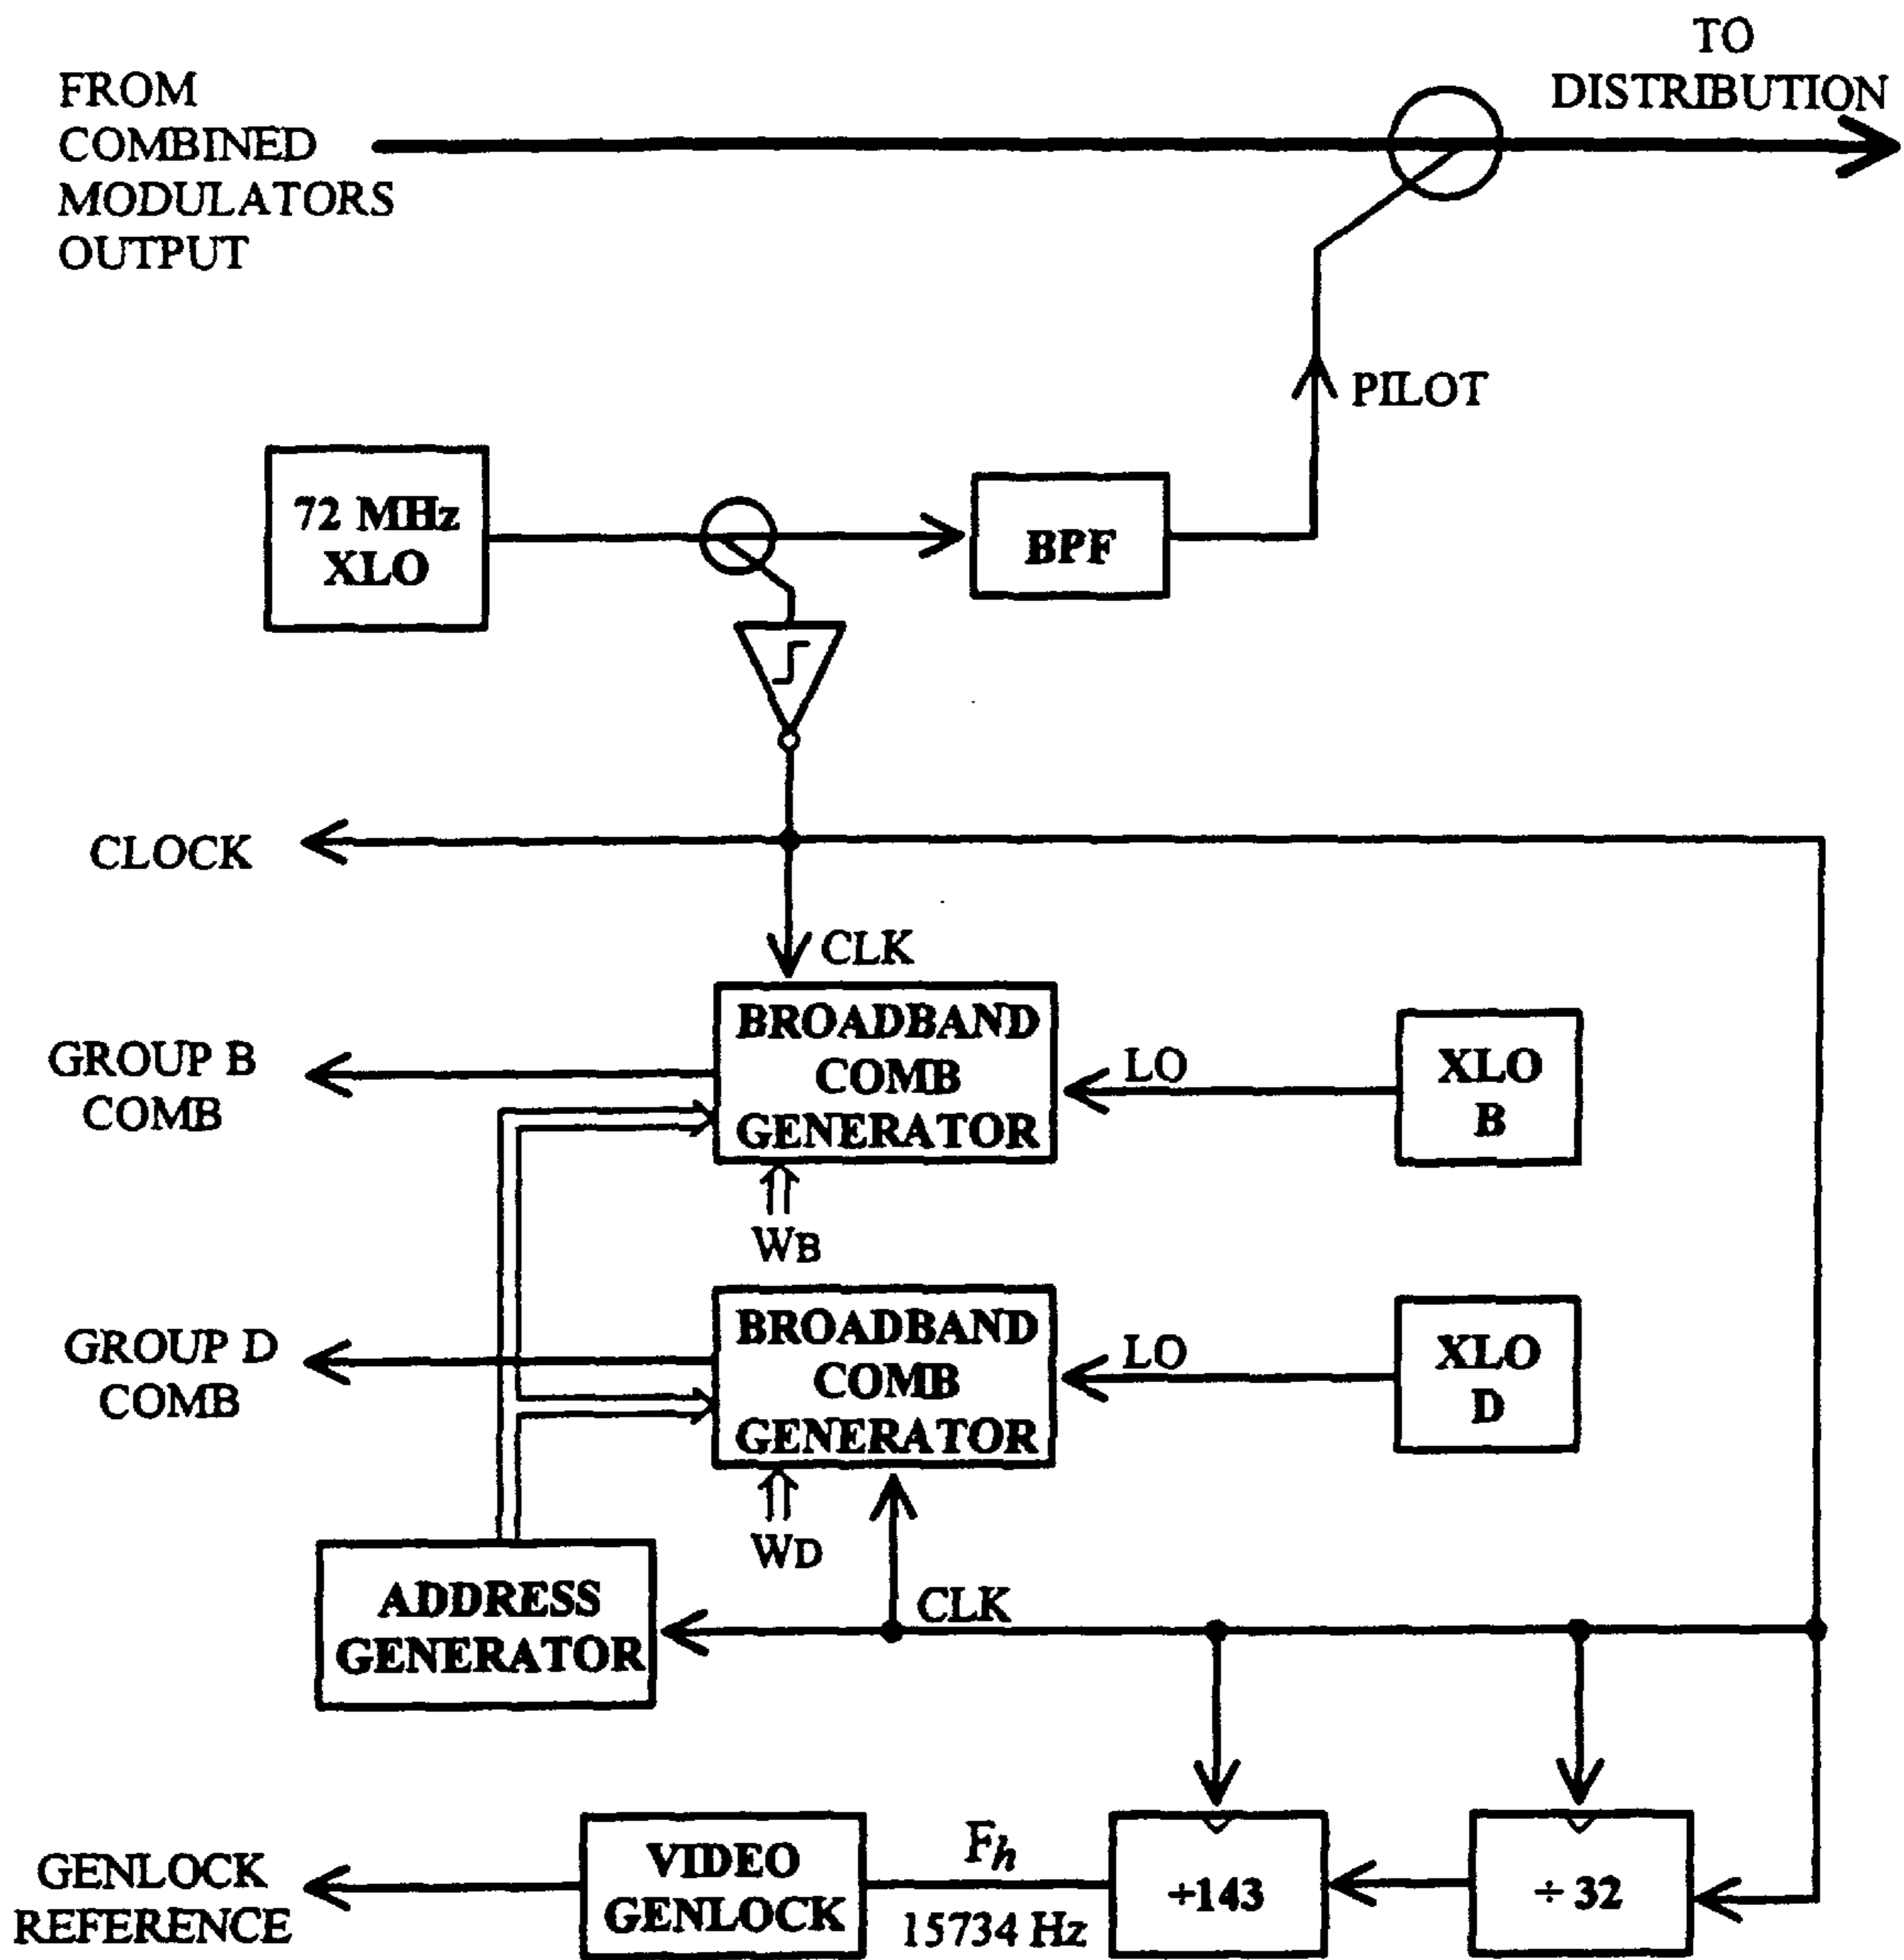 TO
DISTRIBUTION
FROM
COMBINED
MODULATORS
OUTPUT
PILOT
72 MHz
XLO
BPF
CLOCK
CLK
BROADBAND
COMB
GENERATOR
GROUP B
COMB
LO
XLO
B
WB
BROADBAND
COMB
GENERATOR
GROUP D
COMB
LO
XLO
D
WD
ADDRESS
GENERATOR
CLK
GENLOCK
REFERENCE
VIDEO
GENLOCK
Fh
15734 Hz
+143
÷ 32